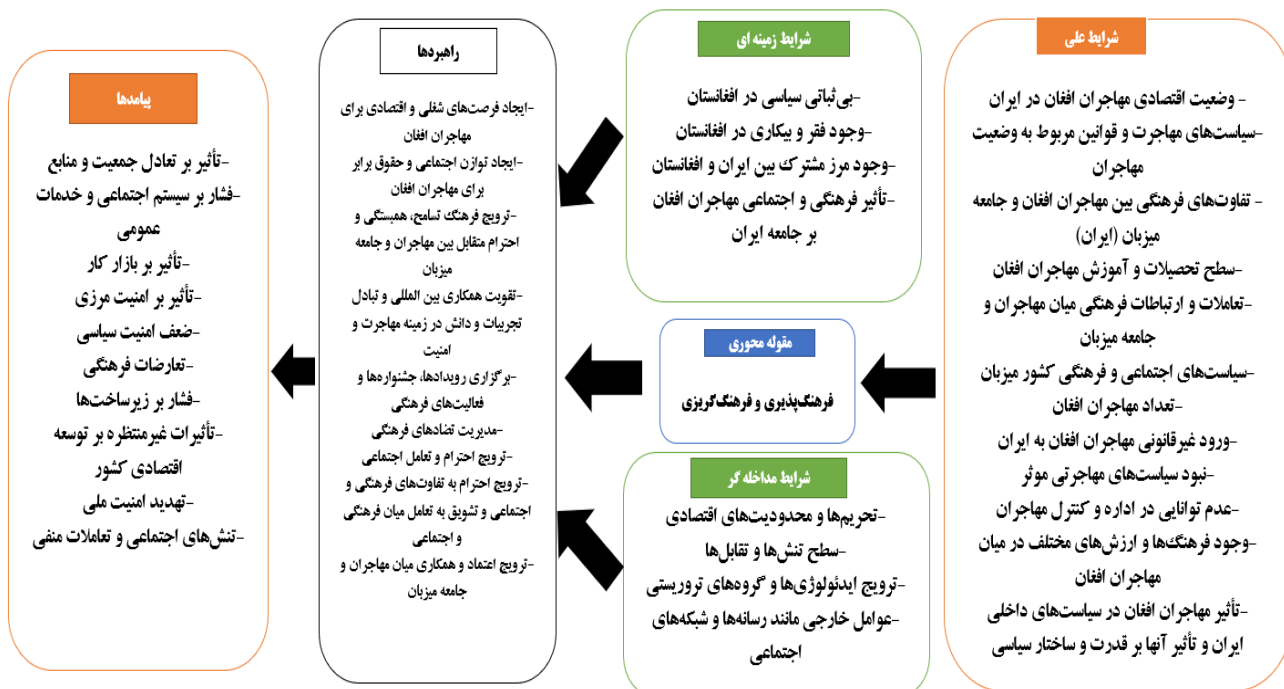 شرایط علی
- وضعیت اقتصادی مهاجران افغان در ایران
-سیاست‌های مهاجرت و قوانین مربوط به وضعیت
مهاجران
- تفاوت‌های فرهنگی بین مهاجران افغان و جامعه
میزبان (ایران)
-سطح تحصیلات و آموزش مهاجران افغان
-تعاملات و ارتباطات فرهنگی میان مهاجران و
جامعه میزبان
-سیاست‌های اجتماعی و فرهنگی کشور میزبان
-تعداد مهاجران افغان
-ورود غیرقانونی مهاجران افغان به ایران
-نبود سیاست‌های مهاجرتی موثر
-عدم توانایی در اداره و کنترل مهاجران
-وجود فرهنگ‌ها و ارزش‌های مختلف در میان
مهاجران افغان
-تأثیر مهاجران افغان در سیاست‌های داخلی
ایران و تأثیر آنها بر قدرت و ساختار سیاسی
شرایط زمینه ای
-بی‌ثباتی سیاسی در افغانستان
-وجود فقر و بیکاری در افغانستان
-وجود مرز مشترک بین ایران و افغانستان
-تأثیر فرهنگی و اجتماعی مهاجران افغان
بر جامعه ایران
مقوله محوری
فرهنگ‌پذیری و فرهنگ‌گریزی
شرایط مداخله گر
-تحریم‌ها و محدودیت‌های اقتصادی
-سطح تنش‌ها و تقابل‌ها
-ترویج ایدئولوژی‌ها و گروه‌های تروریستی
-عوامل خارجی مانند رسانه‌ها و شبکه‌های
اجتماعی
راهبردها
-ایجاد فرصت‌های شغلی و اقتصادی برای
مهاجران افغان
-ایجاد توازن اجتماعی و حقوق برابر
برای مهاجران افغان
-ترویج فرهنگ تسامح، همبستگی و
احترام متقابل بین مهاجران و جامعه
میزبان
-تقویت همکاری بین المللی و تبادل
تجربیات و دانش در زمینه مهاجرت و
امنیت
-برگزاری رویدادها، جشنواره‌ها و
فعالیت‌های فرهنگی
-مدیریت تضادهای فرهنگی
-ترویج احترام و تعامل اجتماعی
-ترویج احترام به تفاوت‌های فرهنگی و
اجتماعی و تشویق به تعامل میان فرهنگی
و اجتماعی
-ترویج اعتماد و همکاری میان مهاجران و
جامعه میزبان
پیامدها
-تأثیر بر تعادل جمعیت و منابع
-فشار بر سیستم اجتماعی و خدمات
عمومی
-تأثیر بر بازار کار
-تأثیر بر امنیت مرزی
-ضعف امنیت سیاسی
-تعارضات فرهنگی
-فشار بر زیرساخت‌ها
-تأثیرات غیرمنتظره بر توسعه
اقتصادی کشور
-تهدید امنیت ملی
-تنش‌های اجتماعی و تعاملات منفی